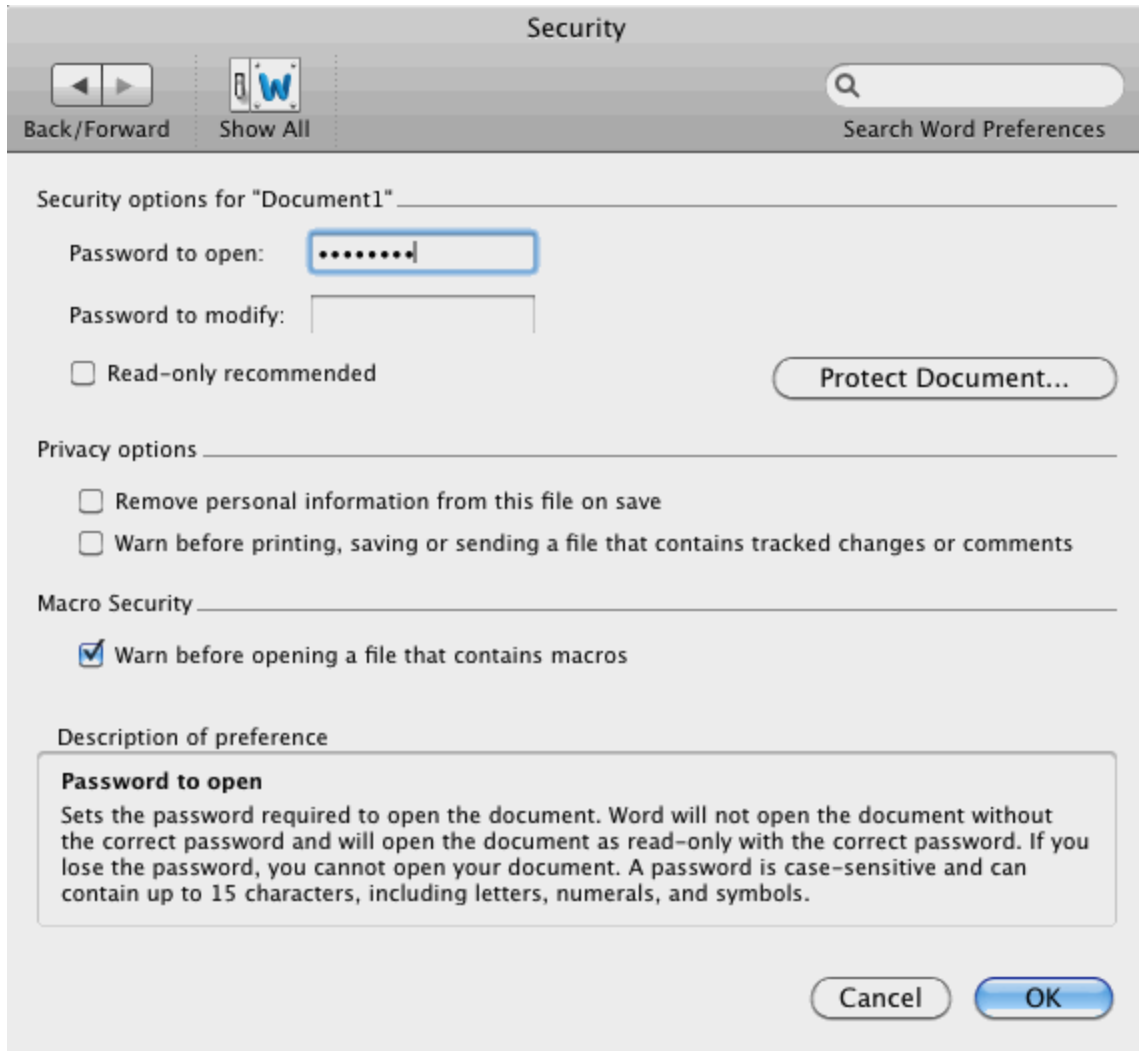 Security
Back/Forward
Show All
Search Word Preferences
Security options for "Document1"
Password to open: ••••••••
Password to modify:
Read-only recommended
Protect Document...
Privacy options
Remove personal information from this file on save
Warn before printing, saving or sending a file that contains tracked changes or comments
Macro Security
Warn before opening a file that contains macros
Description of preference
Password to open
Sets the password required to open the document. Word will not open the document without
the correct password and will open the document as read-only with the correct password. If you
lose the password, you cannot open your document. A password is case-sensitive and can
contain up to 15 characters, including letters, numerals, and symbols.
Cancel
OK